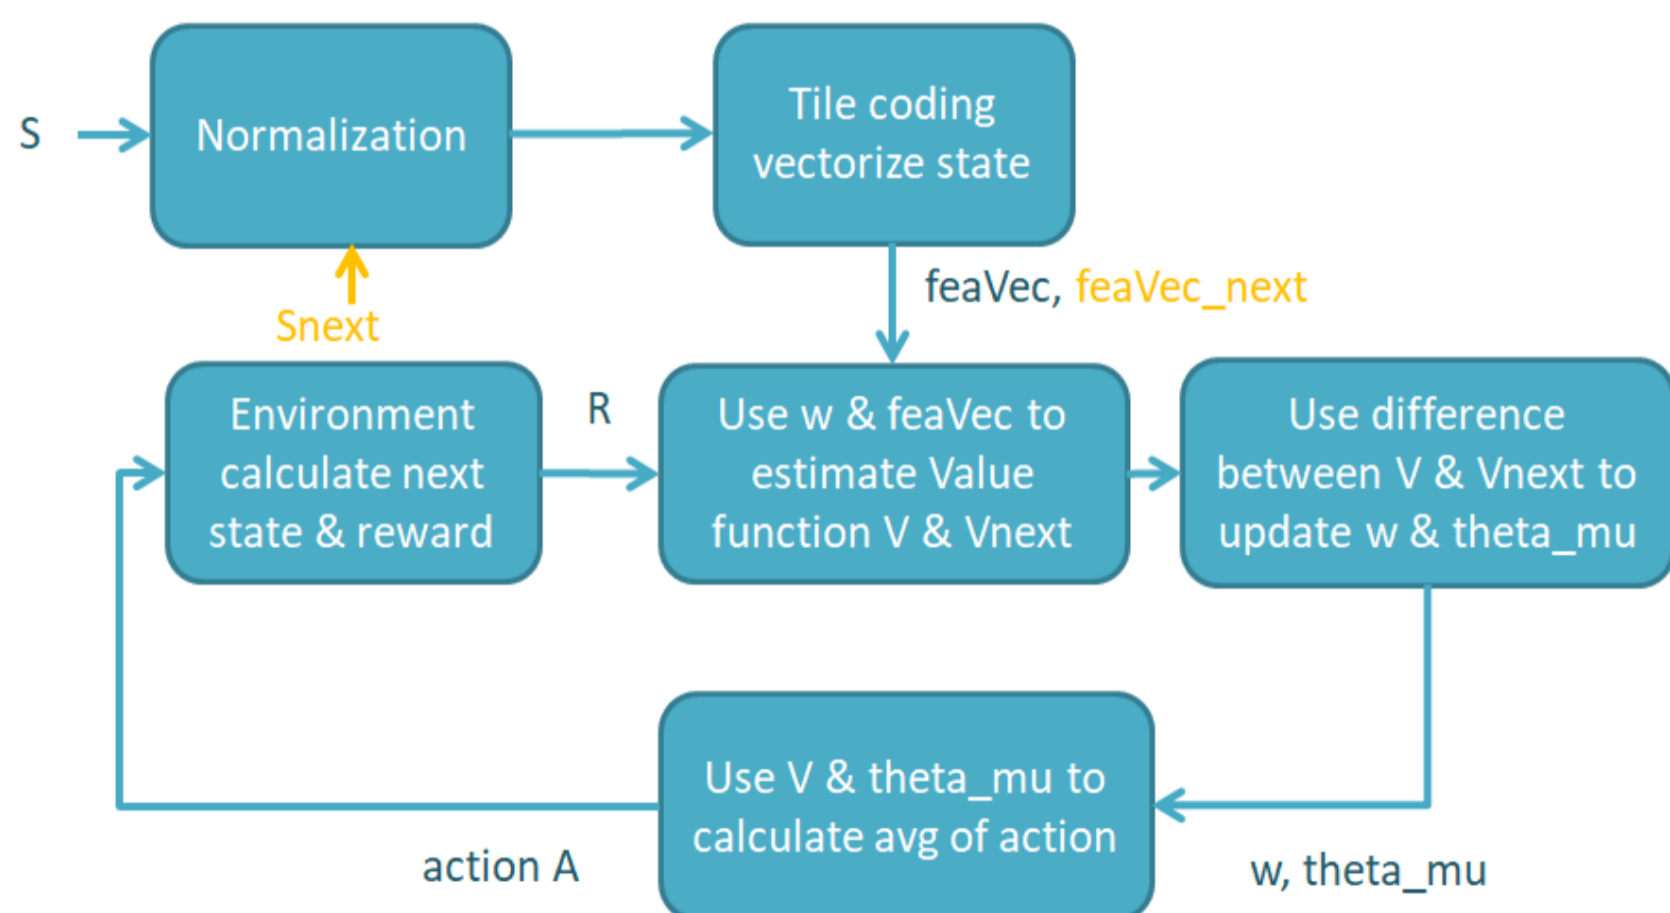 S
Normalization
Tile coding
vectorize state
feaVec, feaVec_next
Snext
Environment
calculate next
state & reward
R
Use w & feaVec to
estimate Value
function V & Vnext
Use difference
between V & Vnext to
update w & theta_mu
Use V & theta_mu to
calculate avg of action
action A
w, theta_mu